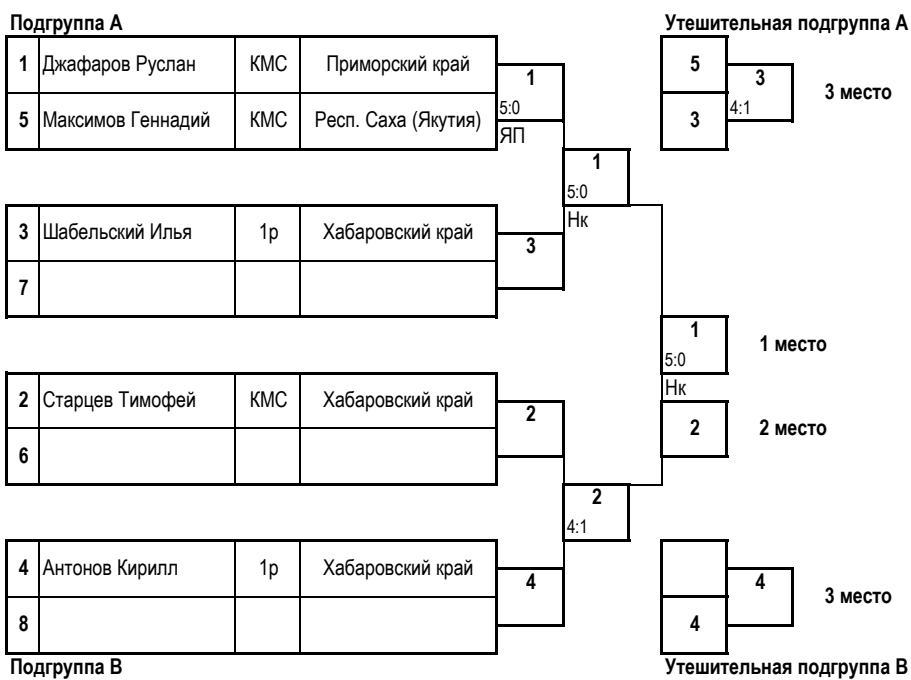 Подгруппа А Утешительная подгруппа А
1 Джафаров Руслан КМС Приморский край 5
1 3
3 место
5 Максимов Геннадий КМС Респ. Саха (Якутия) 5:0 3 4:1
ЯП
1
5:0
3 Шабельский Илья 1р Хабаровский край Нк
3
7
1 1 место
5:0
2 Старцев Тимофей КМС Хабаровский край Нк
2 2 2 место
6
2
4:1
4 Антонов Кирилл 1р Хабаровский край
4 4
3 место
8 4
Подгруппа В Утешительная подгруппа В